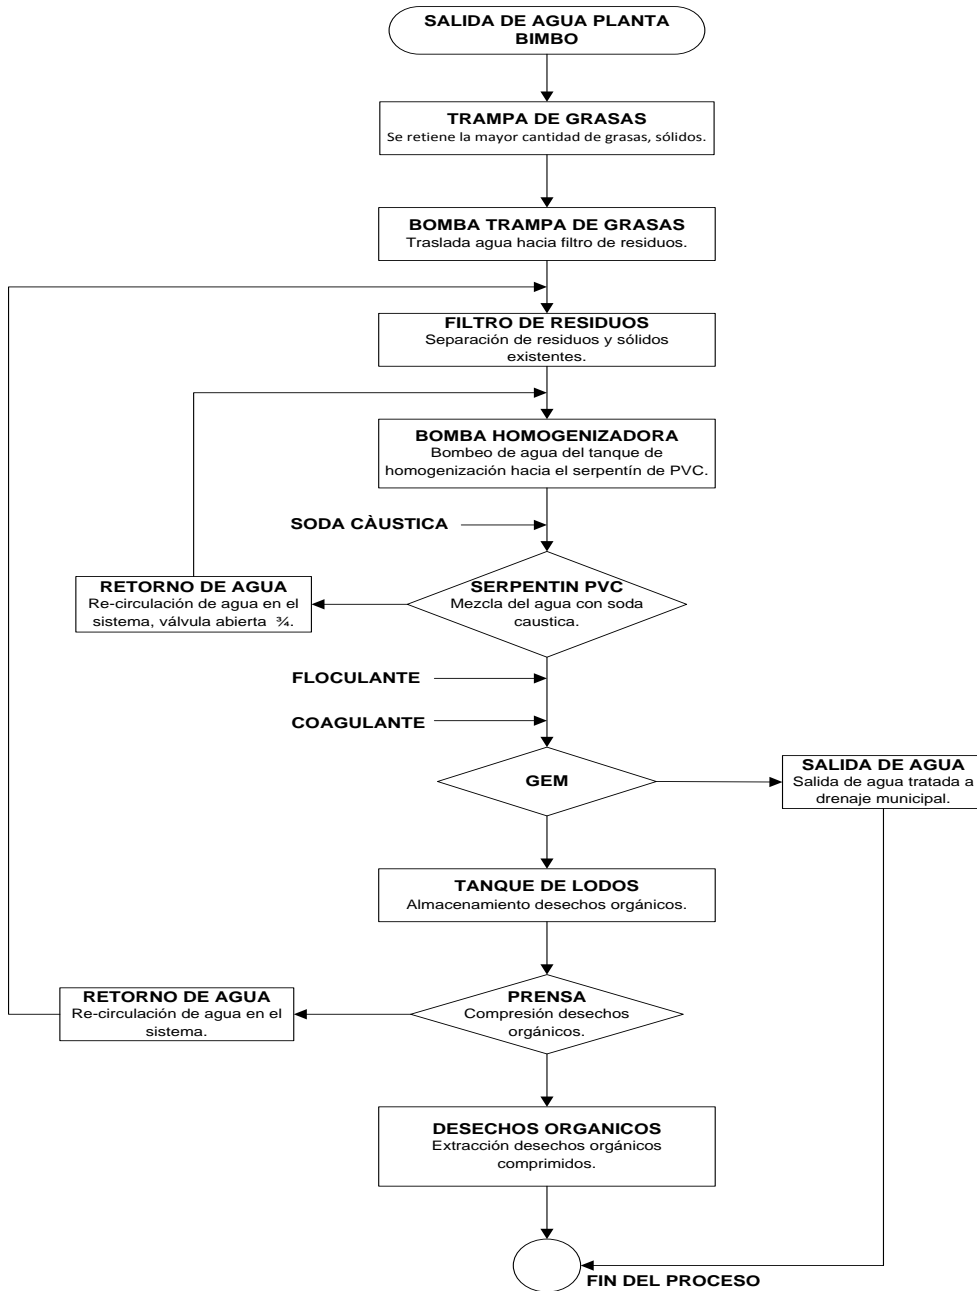 SALIDA DE AGUA PLANTA
BIMBO
TRAMPA DE GRASAS
Se retiene la mayor cantidad de grasas, sólidos.
BOMBA TRAMPA DE GRASAS
Traslada agua hacia filtro de residuos.
FILTRO DE RESIDUOS
Separación de residuos y sólidos
existentes.
BOMBA HOMOGENIZADORA
Bombeo de agua del tanque de
homogenización hacia el serpentín de PVC.
SODA CÀUSTICA
RETORNO DE AGUA
Re-circulación de agua en el
sistema, válvula abierta ¾.
SERPENTIN PVC
Mezcla del agua con soda
caustica.
FLOCULANTE
COAGULANTE
GEM
SALIDA DE AGUA
Salida de agua tratada a
drenaje municipal.
TANQUE DE LODOS
Almacenamiento desechos orgánicos.
RETORNO DE AGUA
Re-circulación de agua en el
sistema.
PRENSA
Compresión desechos
orgánicos.
DESECHOS ORGANICOS
Extracción desechos orgánicos
comprimidos.
FIN DEL PROCESO